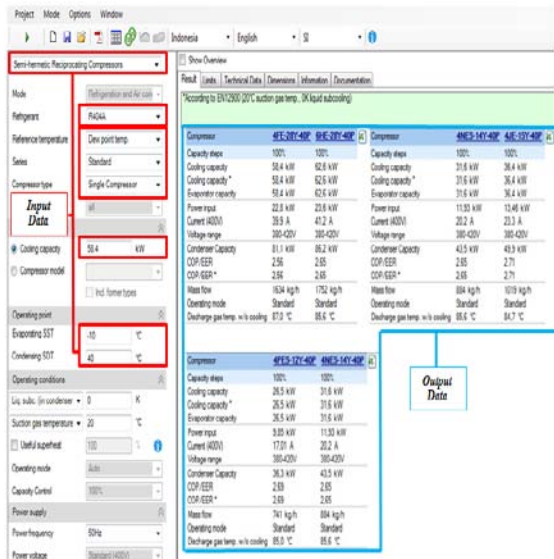 Project Mode Options Window
Indonesia English SI
Semi-hermetic Reciprocating Compressors
Mode Refrigeration and Air con
Refrigerant R404A
Reference temperature Dew point temp.
Series Standard
Compressor type Single Compressor
all
Input
Data
Cooling capacity 58.4 kW
Compressor model
Incl. former types
Operating point
Evaporating SST -10 °C
Condensing SDT 40 °C
Operating conditions
Liq. subc. (in condenser 0 K
Suction gas temperature 20 °C
Useful superheat 100
Operating mode Auto
Capacity Control 100%
Power supply
Power frequency 50Hz
Power voltage Standard (400V)
Show Overview
Result Limits Technical Data Dimensions Information Documentation
*According to EN12900 (20°C suction gas temp., 0K liquid subcooling)
Compressor 4FE-28Y-40P 6HE-28Y-40P
Capacity steps 100% 100%
Cooling capacity 58,4 kW 62,6 kW
Cooling capacity * 58,4 kW 62,6 kW
Evaporator capacity 58,4 kW 62,6 kW
Power input 22,8 kW 23,6 kW
Current (400V) 39,5 A 41,2 A
Voltage range 380-420V 380-420V
Condenser Capacity 81,1 kW 86,2 kW
COP/EER 2,56 2,65
COP/EER * 2,56 2,65
Mass flow 1634 kg/h 1752 kg/h
Operating mode Standard Standard
Discharge gas temp. w/o cooling 87,0 °C 85,6 °C
Compressor 4NES-14Y-40P 4JE-15Y-40P
Capacity steps 100% 100%
Cooling capacity 31,6 kW 36,4 kW
Cooling capacity * 31,6 kW 36,4 kW
Evaporator capacity 31,6 kW 36,4 kW
Power input 11,93 kW 13,46 kW
Current (400V) 20,2 A 23,3 A
Voltage range 380-420V 380-420V
Condenser Capacity 43,5 kW 49,9 kW
COP/EER 2,65 2,71
COP/EER * 2,65 2,71
Mass flow 884 kg/h 1019 kg/h
Operating mode Standard Standard
Discharge gas temp. w/o cooling 85,6 °C 84,7 °C
Compressor 4PES-12Y-40P 4NES-14Y-40P
Capacity steps 100% 100%
Cooling capacity 26,5 kW 31,6 kW
Cooling capacity * 26,5 kW 31,6 kW
Evaporator capacity 26,5 kW 31,6 kW
Power input 9,85 kW 11,93 kW
Current (400V) 17,01 A 20,2 A
Voltage range 380-420V 380-420V
Condenser Capacity 36,3 kW 43,5 kW
COP/EER 2,69 2,65
COP/EER * 2,69 2,65
Mass flow 741 kg/h 884 kg/h
Operating mode Standard Standard
Discharge gas temp. w/o cooling 85,0 °C 85,6 °C
Output
Data